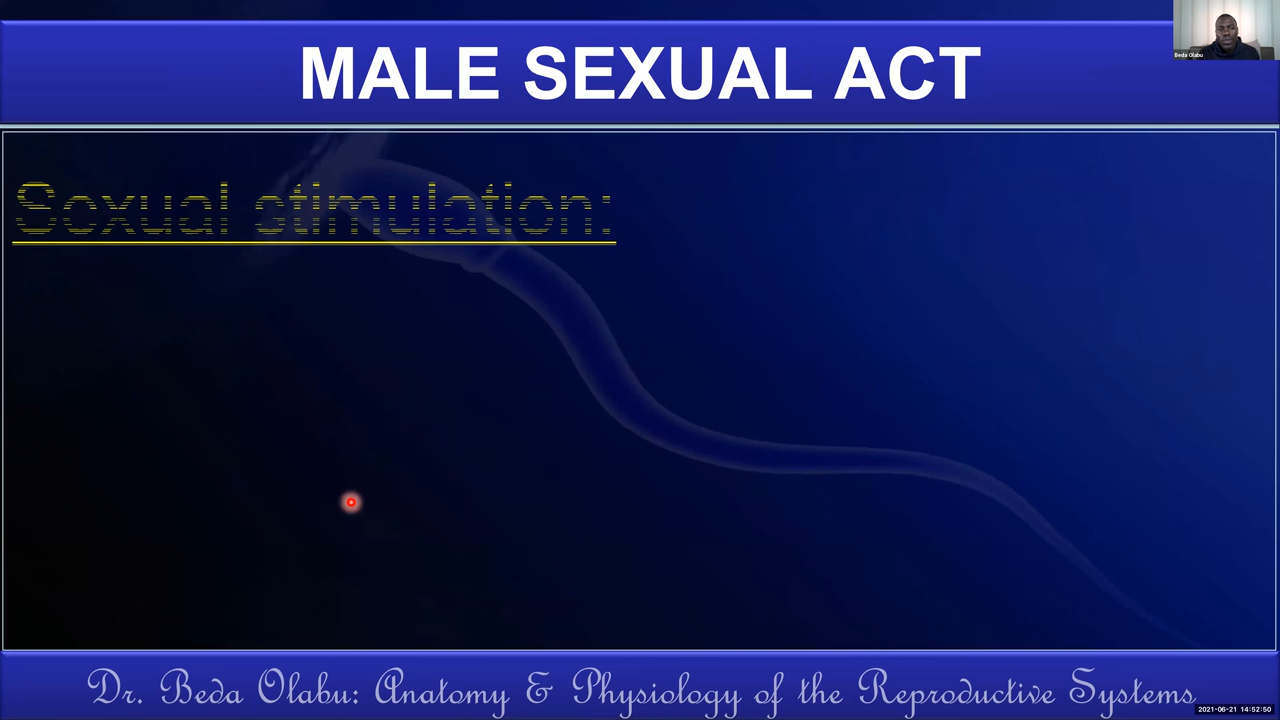 MALE SEXUAL ACT
Beda Olabu
Sexual stimulation:
Dr. Beda Olabu: Anatomy & Physiology of the Reproductive Systems
2021-06-21 14:52:50